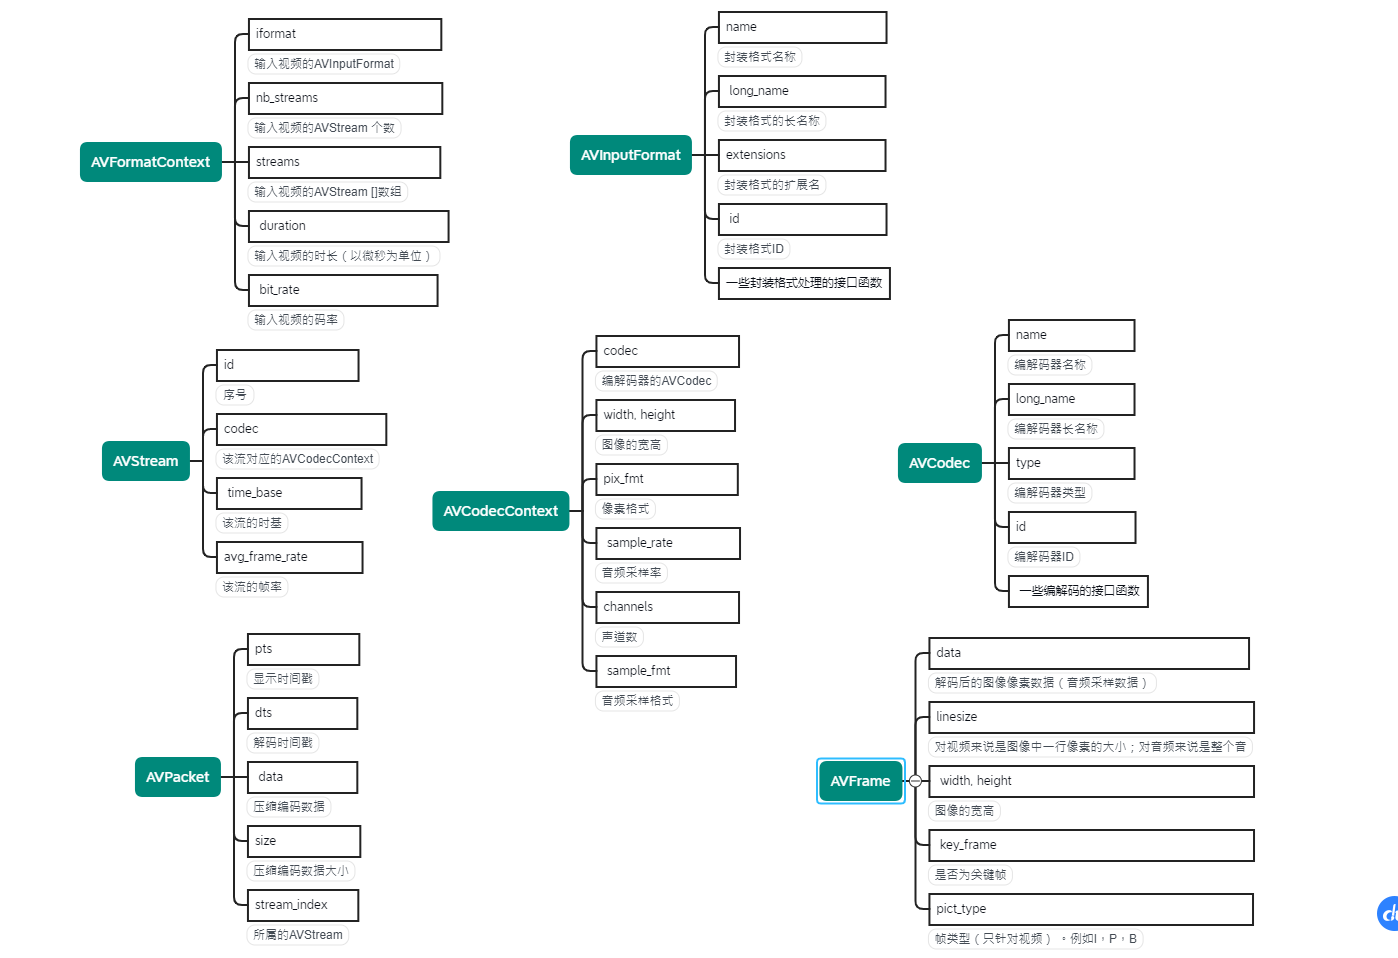 AVFormatContext
iformat
输入视频的AVInputFormat
nb_streams
输入视频的AVStream 个数
streams
输入视频的AVStream []数组
duration
输入视频的时长（以微秒为单位）
bit_rate
输入视频的码率
AVInputFormat
name
封装格式名称
long_name
封装格式的长名称
extensions
封装格式的扩展名
id
封装格式ID
一些封装格式处理的接口函数
AVStream
id
序号
codec
该流对应的AVCodecContext
time_base
该流的时基
avg_frame_rate
该流的帧率
AVCodecContext
codec
编解码器的AVCodec
width, height
图像的宽高
pix_fmt
像素格式
sample_rate
音频采样率
channels
声道数
sample_fmt
音频采样格式
AVCodec
name
编解码器名称
long_name
编解码器长名称
type
编解码器类型
id
编解码器ID
一些编解码的接口函数
AVPacket
pts
显示时间戳
dts
解码时间戳
data
压缩编码数据
size
压缩编码数据大小
stream_index
所属的AVStream
AVFrame
data
解码后的图像像素数据（音频采样数据）
linesize
对视频来说是图像中一行像素的大小；对音频来说是整个音
width, height
图像的宽高
key_frame
是否为关键帧
pict_type
帧类型（只针对视频） 。例如I，P，B